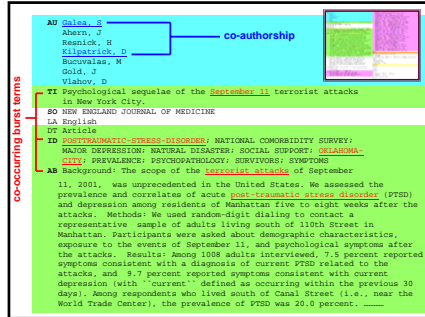 AU Galea, S
Ahern, J
Resnick, H
Kilpatrick, D
Bucuvalas, M
Gold, J
Vlahov, D
co-authorship
co-occurring burst terms
TI Psychological sequelae of the September 11 terrorist attacks
in New York City.
SO NEW ENGLAND JOURNAL OF MEDICINE
LA English
DT Article
ID POSTTRAUMATIC-STRESS-DISORDER; NATIONAL COMORBIDITY SURVEY;
MAJOR DEPRESSION; NATURAL DISASTER; SOCIAL SUPPORT; OKLAHOMA-
CITY; PREVALENCE; PSYCHOPATHOLOGY; SURVIVORS; SYMPTOMS
AB Background: The scope of the terrorist attacks of September
11, 2001, was unprecedented in the United States. We assessed the
prevalence and correlates of acute post-traumatic stress disorder (PTSD)
and depression among residents of Manhattan five to eight weeks after the
attacks. Methods: We used random-digit dialing to contact a
representative sample of adults living south of 110th Street in
Manhattan. Participants were asked about demographic characteristics,
exposure to the events of September 11, and psychological symptoms after
the attacks. Results: Among 1008 adults interviewed, 7.5 percent reported
symptoms consistent with a diagnosis of current PTSD related to the
attacks, and 9.7 percent reported symptoms consistent with current
depression (with ``current'' defined as occurring within the previous 30
days). Among respondents who lived south of Canal Street (i.e., near the
World Trade Center), the prevalence of PTSD was 20.0 percent. ……